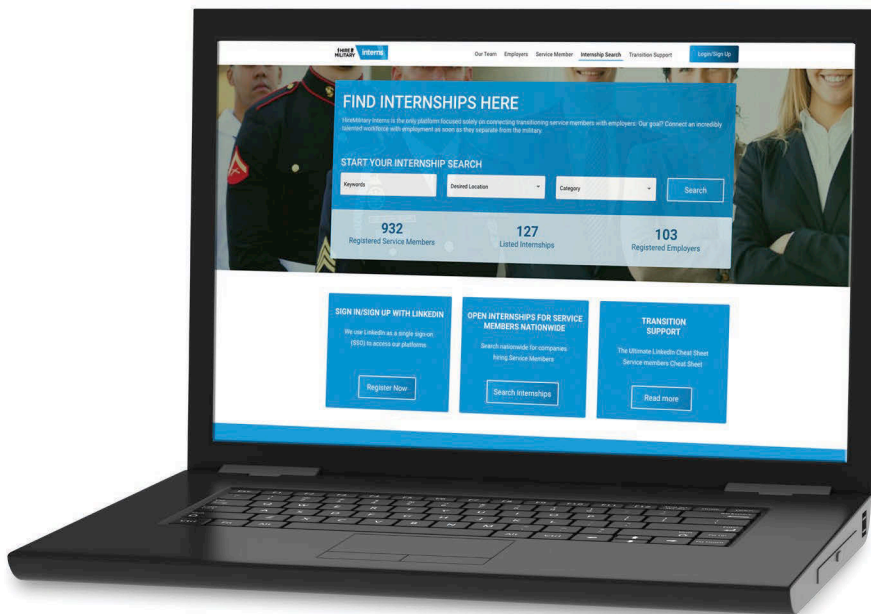 HIRE
MILITARY
interns
Our Team Employers Service Member Internship Search Transition Support Login/Sign Up
FIND INTERNSHIPS HERE
HireMilitary Interns is the only platform focused solely on connecting transitioning service members with employers. Our goal? Connect an incredibly
talented workforce with employment as soon as they separate from the military.
START YOUR INTERNSHIP SEARCH
Keywords Desired Location Category Search
932 127 103
Registered Service Members Listed Internships Registered Employers
SIGN IN/SIGN UP WITH LINKEDIN
We use LinkedIn as a single sign-on
(SSO) to access our platforms
Register Now
OPEN INTERNSHIPS FOR SERVICE
MEMBERS NATIONWIDE
Search nationwide for companies
hiring Service Members
Search Internships
TRANSITION
SUPPORT
The Ultimate LinkedIn Cheat Sheet
Service members Cheat Sheet
Read more